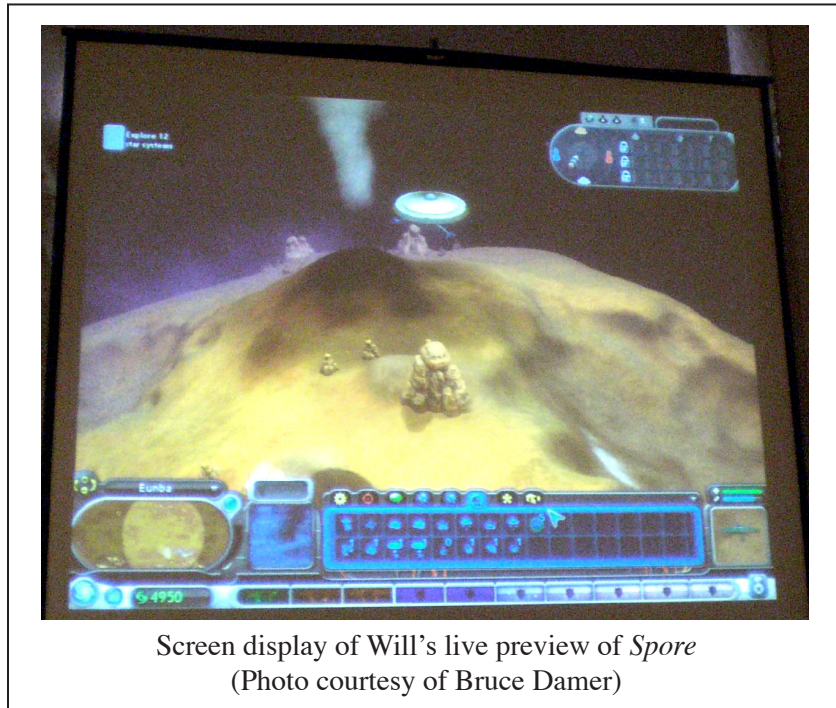 Explore 12
star systems
Eunba
4950
Screen display of Will's live preview of Spore
(Photo courtesy of Bruce Damer)